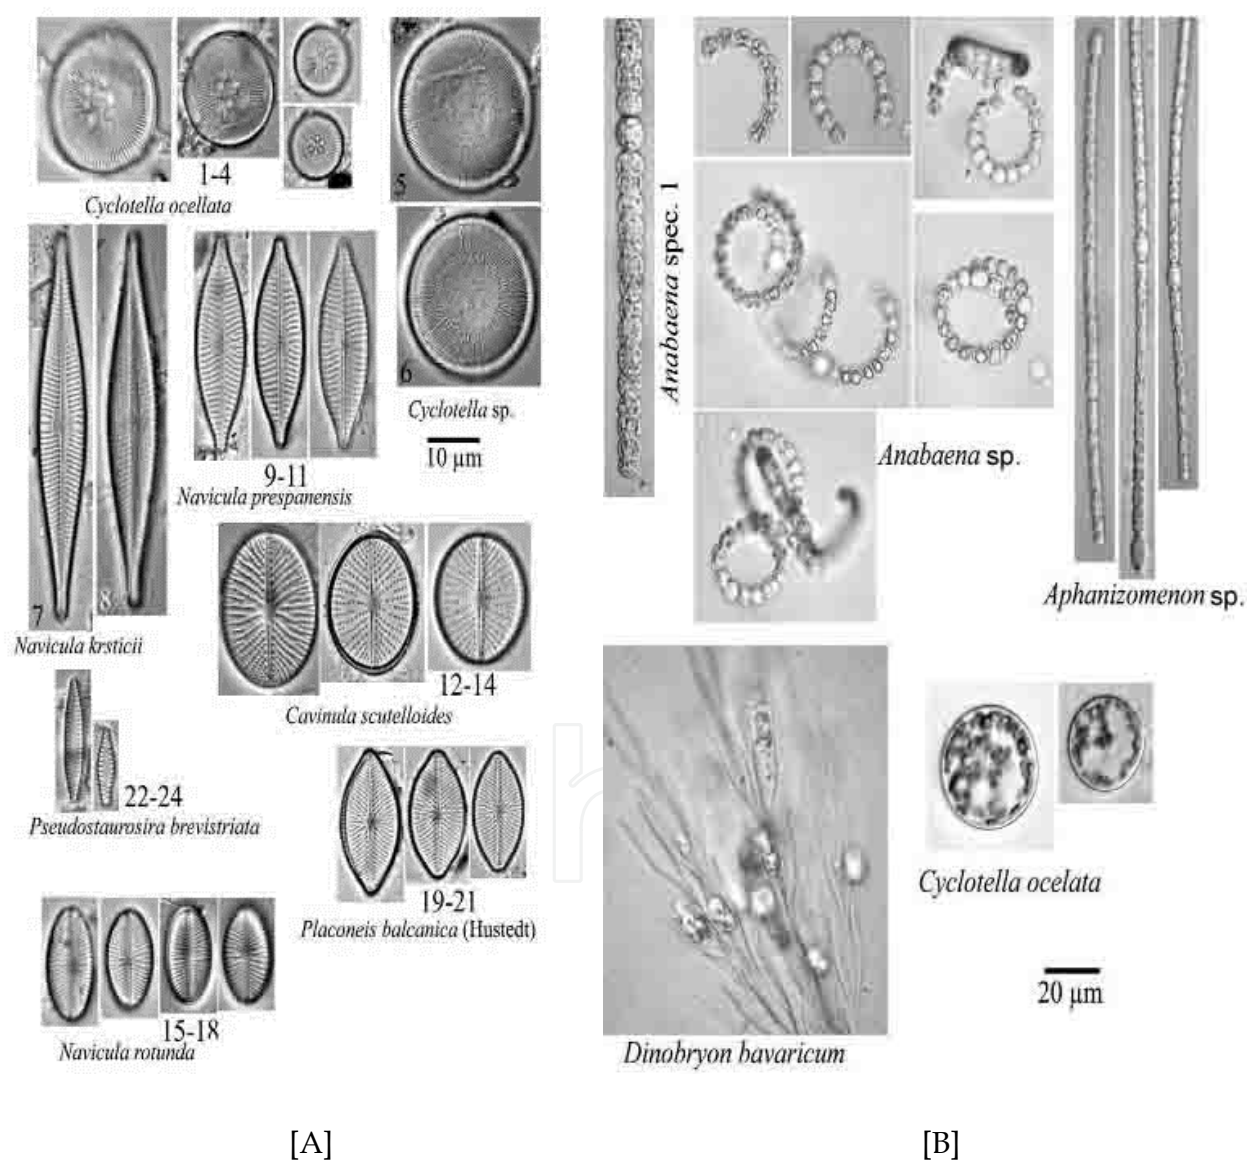 1-4
Cyclotella ocellata
5
6
Cyclotella sp.
10 µm
9-11
Navicula prespanensis
7
8
Navicula krsticii
12-14
Cavinula scutelloides
22-24
Pseudostaurosira brevistriata
19-21
Placoneis balcanica (Hustedt)
15-18
Navicula rotunda
[A]
Anabaena spec. 1
Anabaena sp.
Aphanizomenon sp.
Cyclotella ocelata
20 µm
Dinobryon bavaricum
[B]